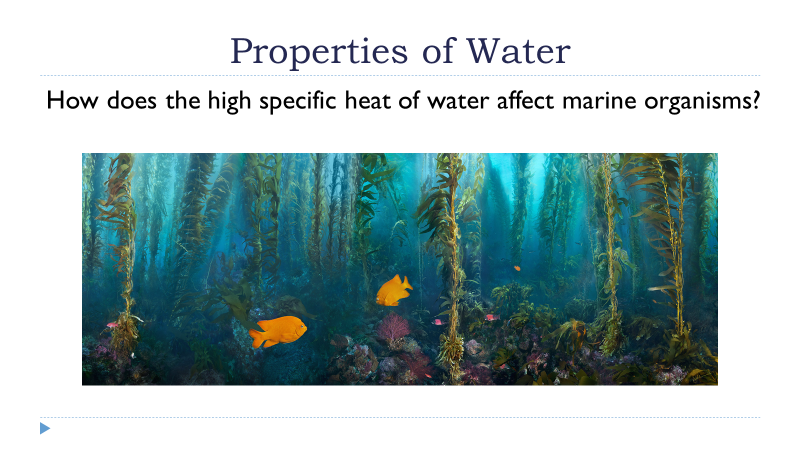 Properties of Water
How does the high specific heat of water affect marine organisms?